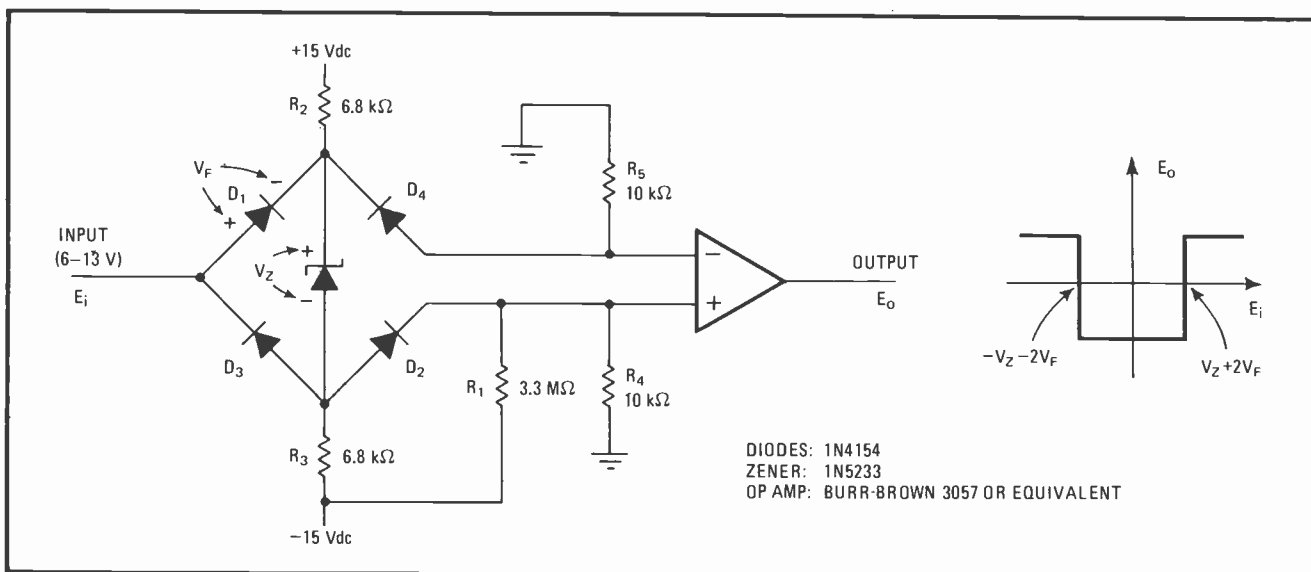 +15 Vdc
R2 6.8 kΩ
VF
−
+
D1
D4
R5
10 kΩ
INPUT
(6–13 V)
Ei
+
VZ
−
−
+
OUTPUT
Eo
Eo
Ei
−VZ −2VF
VZ +2VF
D3
D2
R1 3.3 MΩ
R4
10 kΩ
R3 6.8 kΩ
−15 Vdc
DIODES: 1N4154
ZENER: 1N5233
OP AMP: BURR-BROWN 3057 OR EQUIVALENT